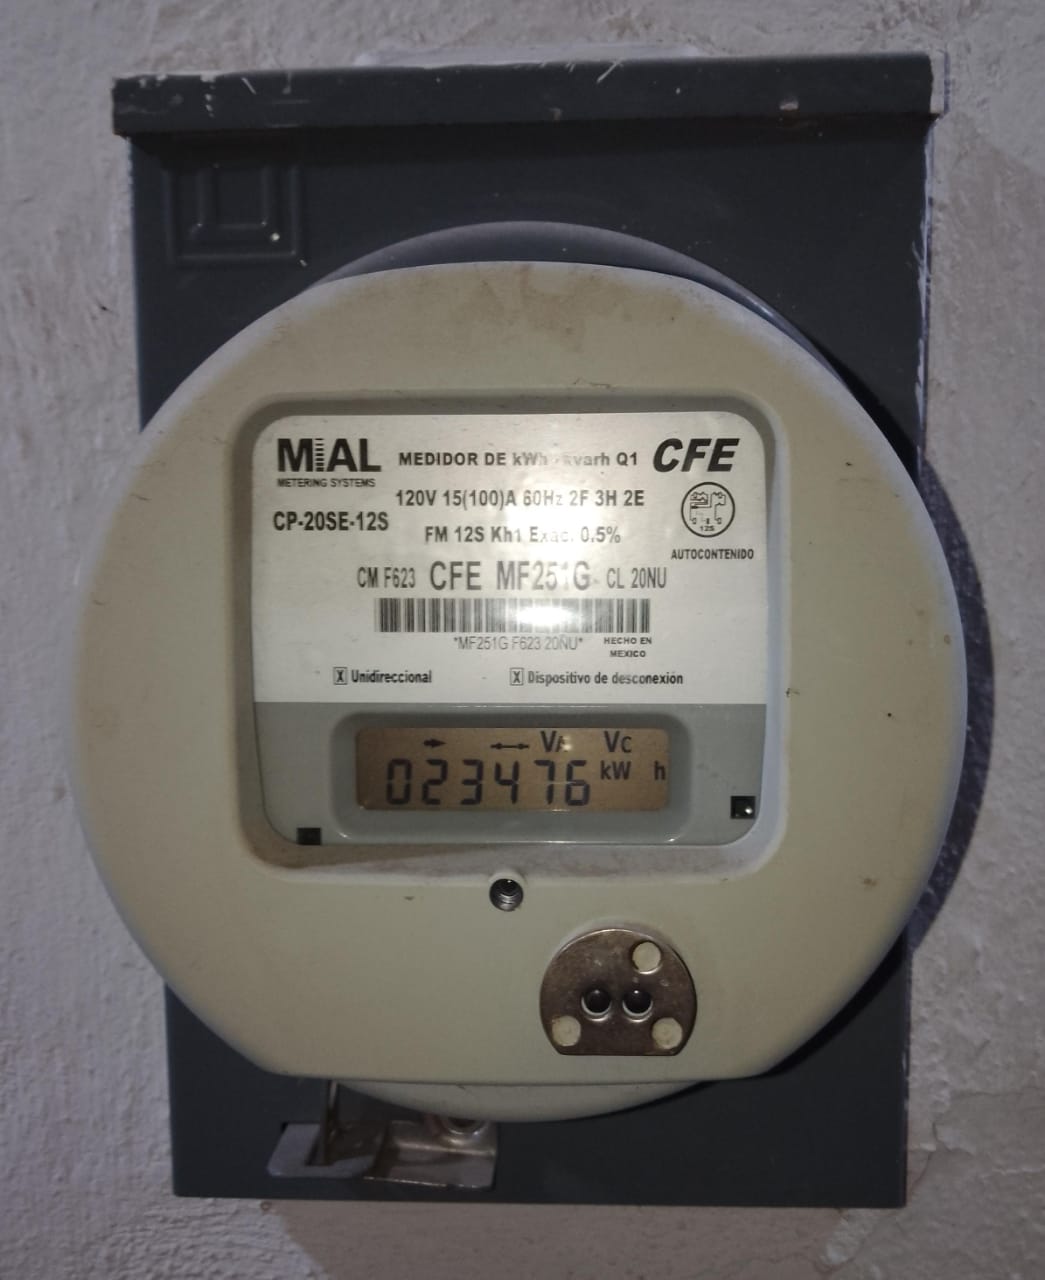 MIAL
METERING SYSTEMS
MEDIDOR DE kWh kvarh Q1
CFE
120V 15(100)A 60Hz 2F 3H 2E
CP-20SE-12S
FM 12S Kh1 Exac. 0.5%
12S
AUTOCONTENIDO
CM F623 CFE MF251G CL 20NU
*MF251G F623 20NU*
HECHO EN
MEXICO
X Unidireccional
X Dispositivo de desconexión
VA VC
023476 kW h